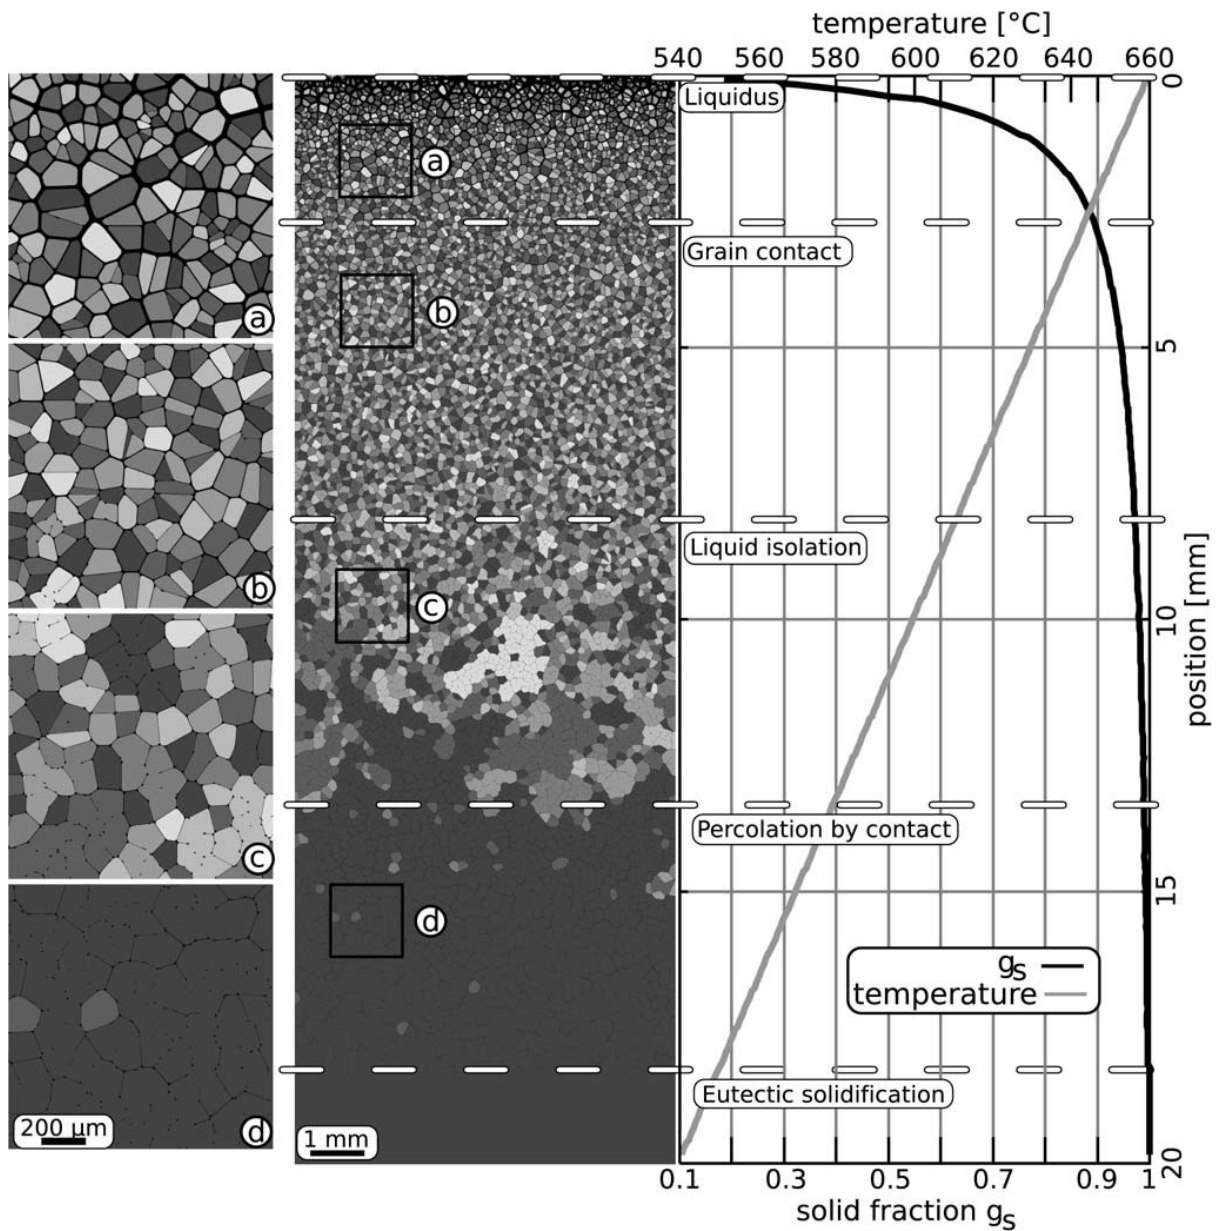 temperature [°C]
540 560 580 600 620 640 660
0
Liquidus
a
a
Grain contact
b
b
5
Liquid isolation
c
c
10
position [mm]
Percolation by contact
d
15
gs
temperature
Eutectic solidification
200 µm
d
1 mm
20
0.1 0.3 0.5 0.7 0.9 1
solid fraction gs